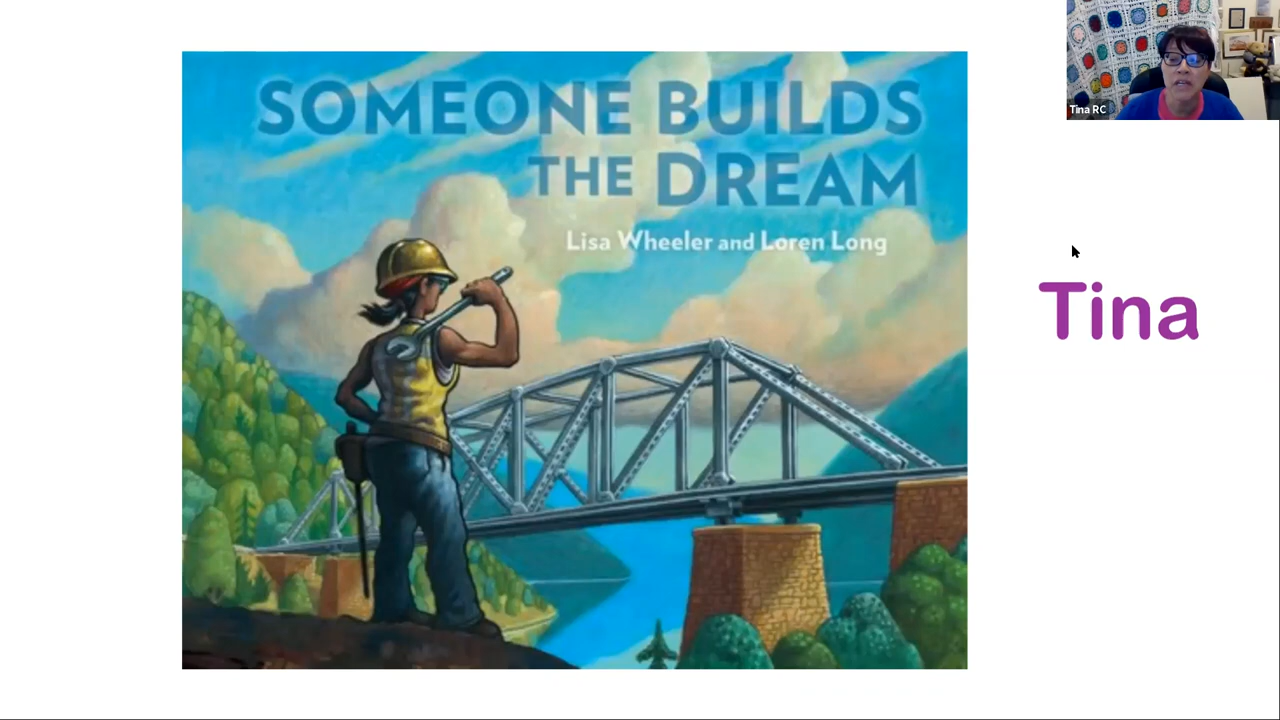 SOMEONE BUILDS
THE DREAM
Lisa Wheeler and Loren Long
Tina RC
Tina